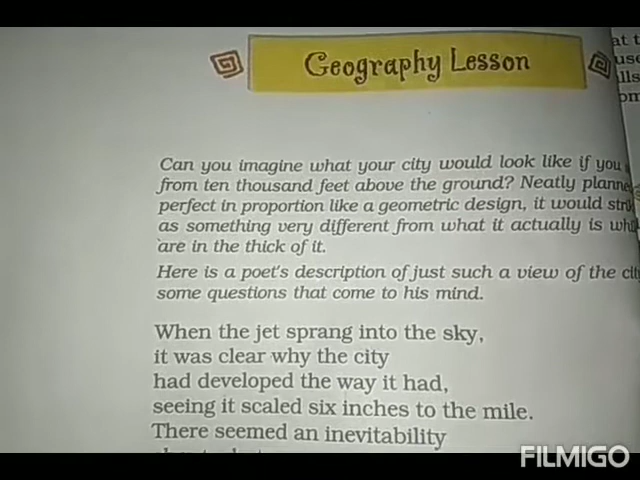 Geography Lesson
Can you imagine what your city would look like if you
from ten thousand feet above the ground? Neatly planne
perfect in proportion like a geometric design, it would stri
as something very different from what it actually is whi
are in the thick of it.
Here is a poet's description of just such a view of the cit
some questions that come to his mind.
When the jet sprang into the sky,
it was clear why the city
had developed the way it had,
seeing it scaled six inches to the mile.
There seemed an inevitability
FILMIGO